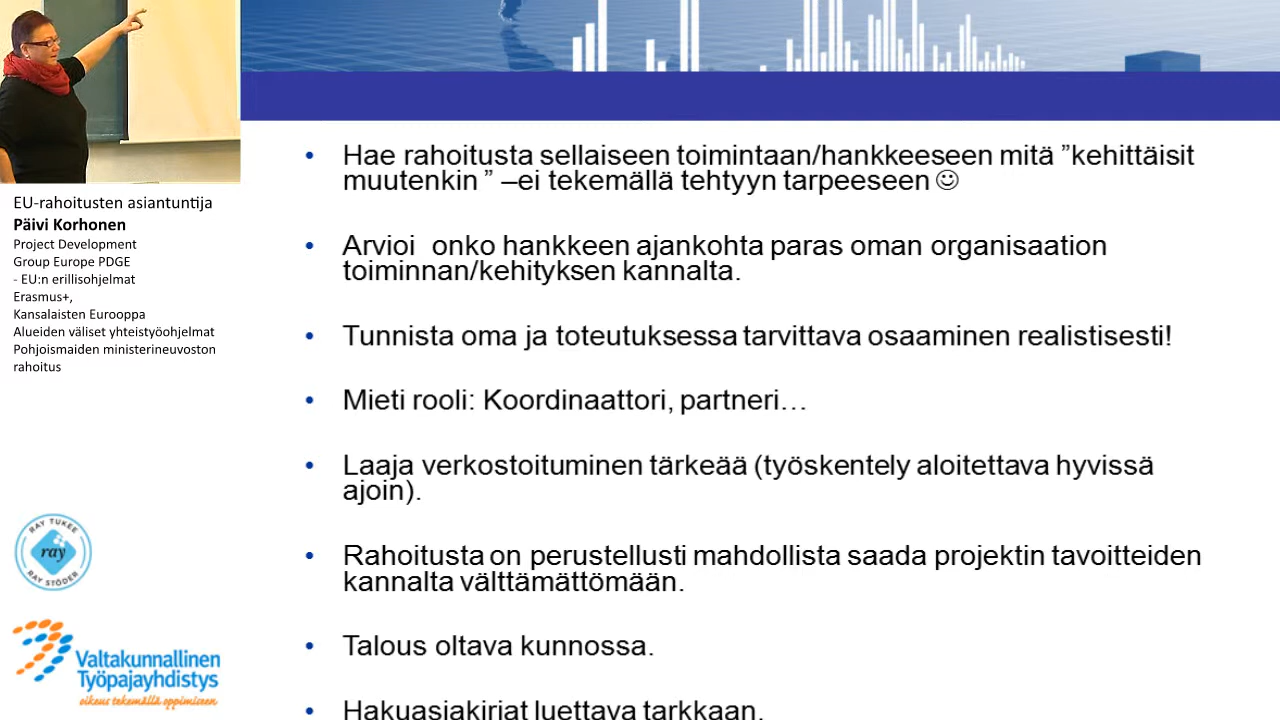 EU-rahoitusten asiantuntija
Päivi Korhonen
Project Development
Group Europe PDGE
- EU:n erillisohjelmat
Erasmus+,
Kansalaisten Eurooppa
Alueiden väliset yhteistyöohjelmat
Pohjoismaiden ministerineuvoston
rahoitus
RAY TUKEE
ray
RAY STÖDER
Valtakunnallinen
Työpajayhdistys
oikeus tekemällä oppimiseen
• Hae rahoitusta sellaiseen toimintaan/hankkeeseen mitä ”kehittäisit
muutenkin ” –ei tekemällä tehtyyn tarpeeseen ☺
• Arvioi onko hankkeen ajankohta paras oman organisaation
toiminnan/kehityksen kannalta.
• Tunnista oma ja toteutuksessa tarvittava osaaminen realistisesti!
• Mieti rooli: Koordinaattori, partneri…
• Laaja verkostoituminen tärkeää (työskentely aloitettava hyvissä
ajoin).
• Rahoitusta on perustellusti mahdollista saada projektin tavoitteiden
kannalta välttämättömään.
• Talous oltava kunnossa.
• Hakuasiakirjat luettava tarkkaan.